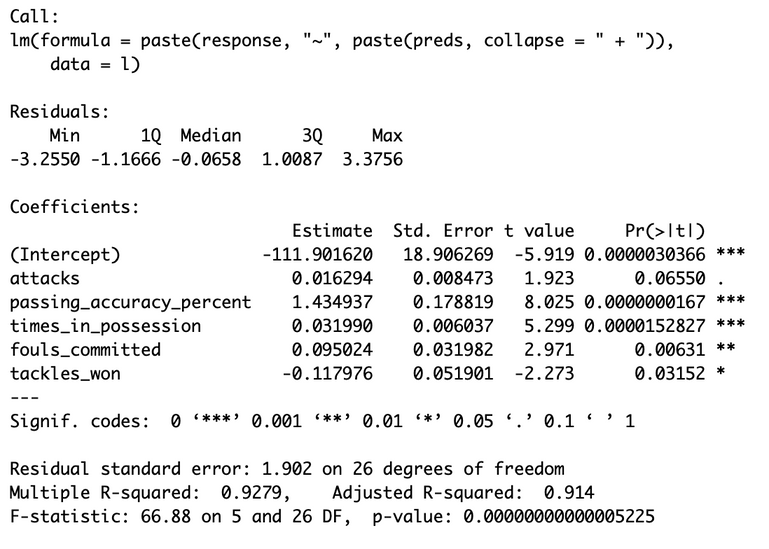 Call:
lm(formula = paste(response, "~", paste(preds, collapse = " + ")),
    data = l)
Residuals:
    Min      1Q  Median      3Q     Max
-3.2550 -1.1666 -0.0658  1.0087  3.3756
Coefficients:
                            Estimate  Std. Error t value     Pr(>|t|)
(Intercept)              -111.901620   18.906269  -5.919 0.0000030366 ***
attacks                     0.016294    0.008473   1.923      0.06550 .
passing_accuracy_percent    1.434937    0.178819   8.025 0.0000000167 ***
times_in_possession         0.031990    0.006037   5.299 0.0000152827 ***
fouls_committed             0.095024    0.031982   2.971      0.00631 **
tackles_won                -0.117976    0.051901  -2.273      0.03152 *
---
Signif. codes:  0 ‘***’ 0.001 ‘**’ 0.01 ‘*’ 0.05 ‘.’ 0.1 ‘ ’ 1
Residual standard error: 1.902 on 26 degrees of freedom
Multiple R-squared:  0.9279,    Adjusted R-squared:  0.914
F-statistic: 66.88 on 5 and 26 DF,  p-value: 0.00000000000005225